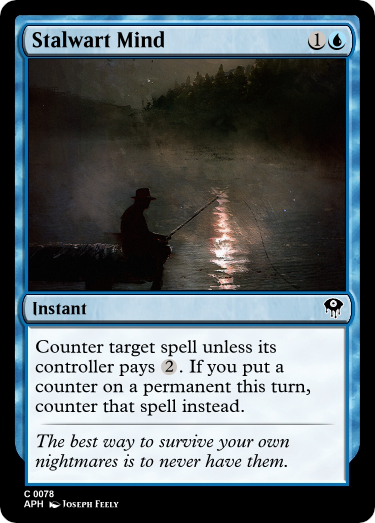 Stalwart Mind 1
Instant
Counter target spell unless its
controller pays 2. If you put a
counter on a permanent this turn,
counter that spell instead.
The best way to survive your own
nightmares is to never have them.
C 0078
APH Joseph Feely